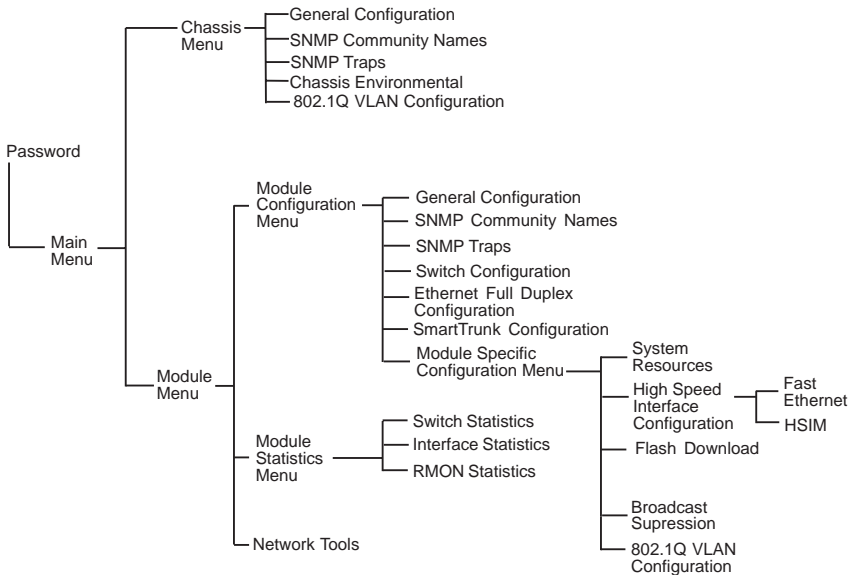 General Configuration
Chassis
Menu
SNMP Community Names
SNMP Traps
Chassis Environmental
802.1Q VLAN Configuration
Password
Main
Menu
Module
Configuration
Menu
General Configuration
SNMP Community Names
SNMP Traps
Switch Configuration
Ethernet Full Duplex
Configuration
SmartTrunk Configuration
Module Specific
Configuration Menu
System
Resources
High Speed
Interface
Configuration
Fast
Ethernet
HSIM
Flash Download
Broadcast
Supression
802.1Q VLAN
Configuration
Module
Menu
Module
Statistics
Menu
Switch Statistics
Interface Statistics
RMON Statistics
Network Tools